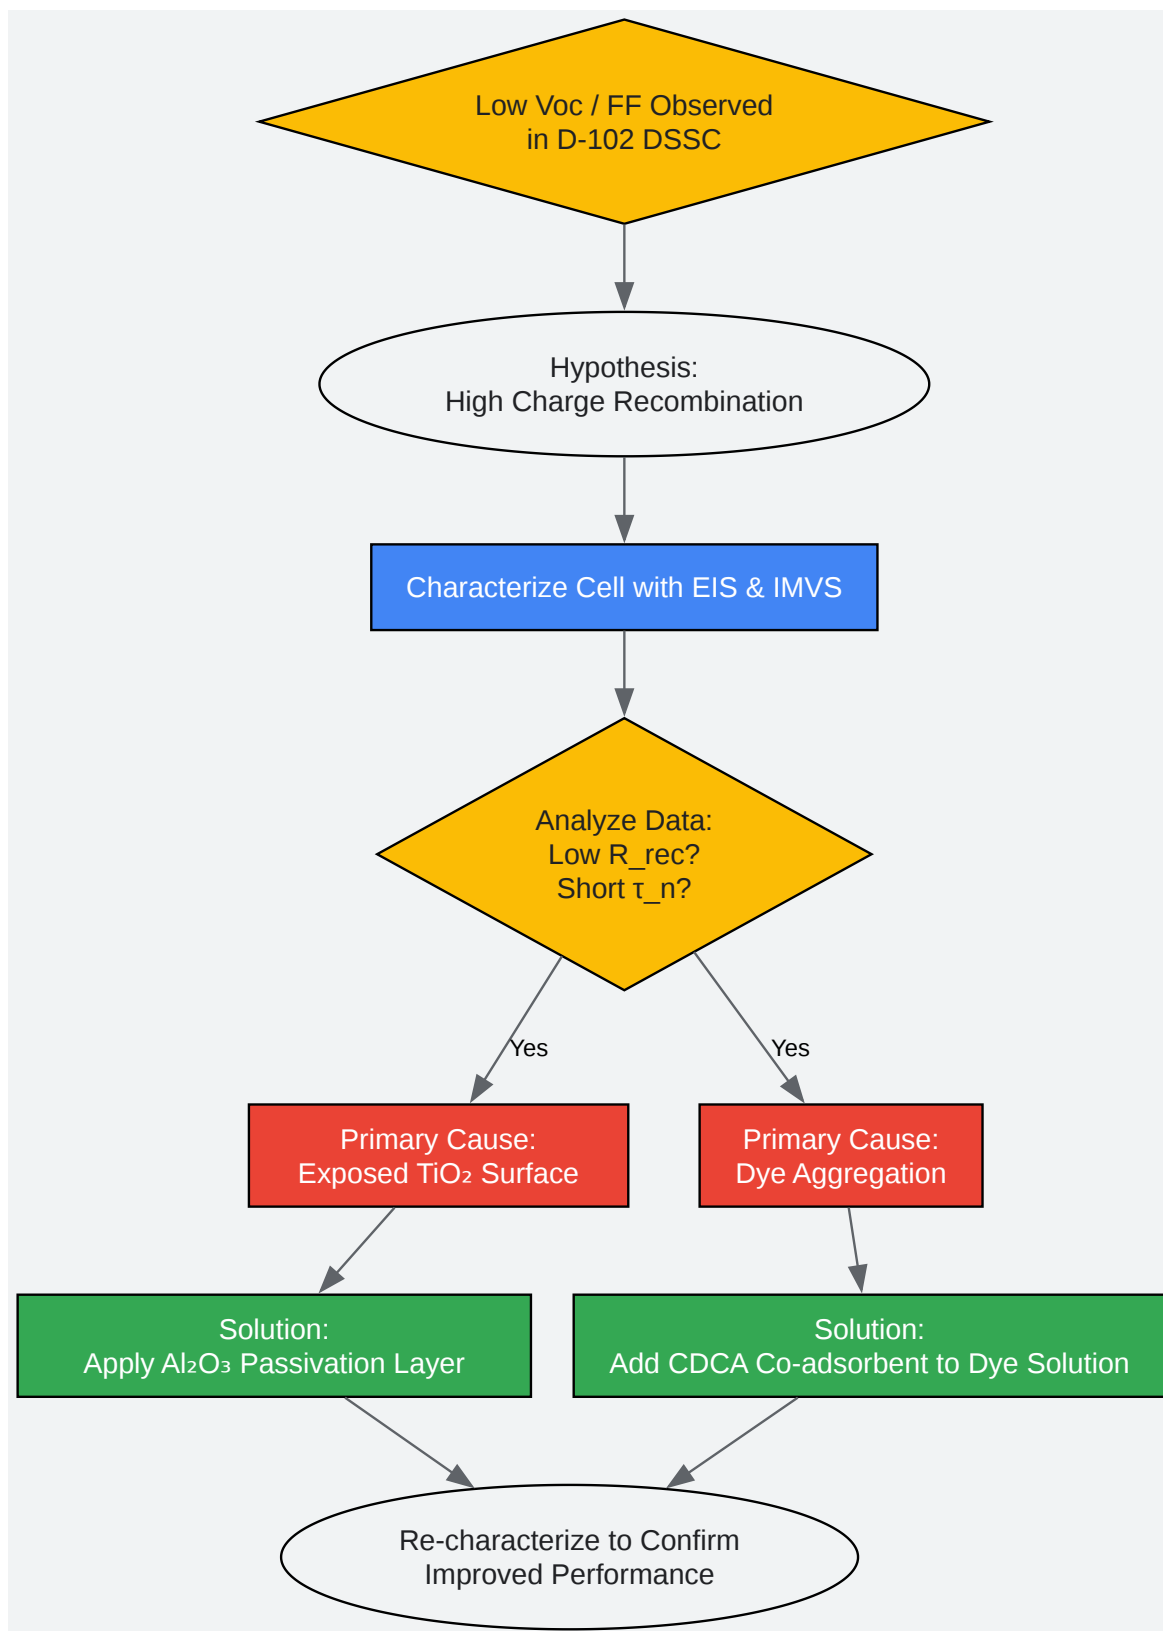 Low Voc / FF Observed
in D-102 DSSC
Hypothesis:
High Charge Recombination
Characterize Cell with EIS & IMVS
Analyze Data:
Low R_rec?
Short τ_n?
Yes
Yes
Primary Cause:
Exposed TiO₂ Surface
Primary Cause:
Dye Aggregation
Solution:
Apply Al₂O₃ Passivation Layer
Solution:
Add CDCA Co-adsorbent to Dye Solution
Re-characterize to Confirm
Improved Performance